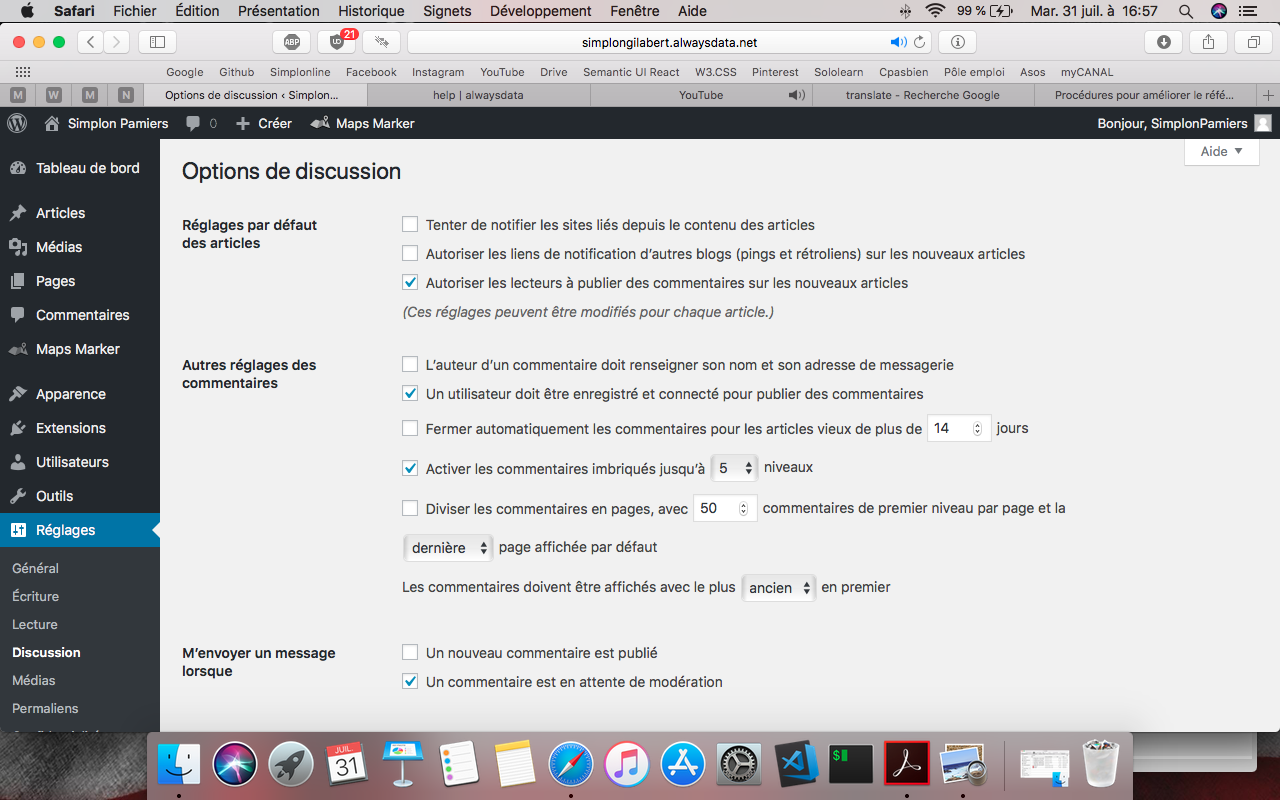 Safari Fichier Édition Présentation Historique Signets Développement Fenêtre Aide 99 % Mar. 31 juil. à 16:57
ABP 21 simplongilabert.alwaysdata.net
Google Github Simplonline Facebook Instagram YouTube Drive Semantic UI React W3.CSS Pinterest Sololearn Cpasbien Pôle emploi Asos myCANAL
M W M N Options de discussion ‹ Simplon... help | alwaysdata YouTube translate - Recherche Google Procédures pour améliorer le réfé...
Simplon Pamiers 0 Créer Maps Marker Bonjour, SimplonPamiers
Aide
Tableau de bord
Articles
Médias
Pages
Commentaires
Maps Marker
Apparence
Extensions
Utilisateurs
Outils
Réglages
Général
Écriture
Lecture
Discussion
Médias
Permaliens
Options de discussion
Réglages par défaut
des articles
Tenter de notifier les sites liés depuis le contenu des articles
Autoriser les liens de notification d'autres blogs (pings et rétroliens) sur les nouveaux articles
Autoriser les lecteurs à publier des commentaires sur les nouveaux articles
(Ces réglages peuvent être modifiés pour chaque article.)
Autres réglages des
commentaires
L'auteur d'un commentaire doit renseigner son nom et son adresse de messagerie
Un utilisateur doit être enregistré et connecté pour publier des commentaires
Fermer automatiquement les commentaires pour les articles vieux de plus de 14 jours
Activer les commentaires imbriqués jusqu'à 5 niveaux
Diviser les commentaires en pages, avec 50 commentaires de premier niveau par page et la
dernière page affichée par défaut
Les commentaires doivent être affichés avec le plus ancien en premier
M'envoyer un message
lorsque
Un nouveau commentaire est publié
Un commentaire est en attente de modération
JUIL.
31
$